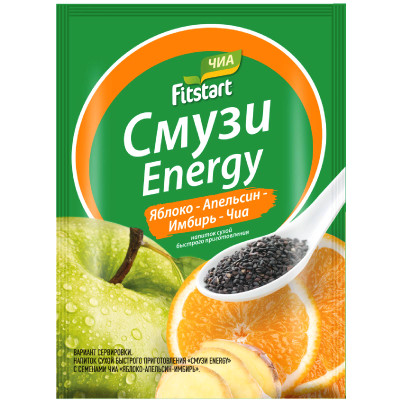 ЧИА
Fitstart
Смузи
Energy
Яблоко - Апельсин -
Имбирь - Чиа
напиток сухой
быстрого приготовления
ВАРИАНТ СЕРВИРОВКИ.
НАПИТОК СУХОЙ БЫСТРОГО ПРИГОТОВЛЕНИЯ «СМУЗИ ENERGY»
С СЕМЕНАМИ ЧИА «ЯБЛОКО-АПЕЛЬСИН-ИМБИРЬ».